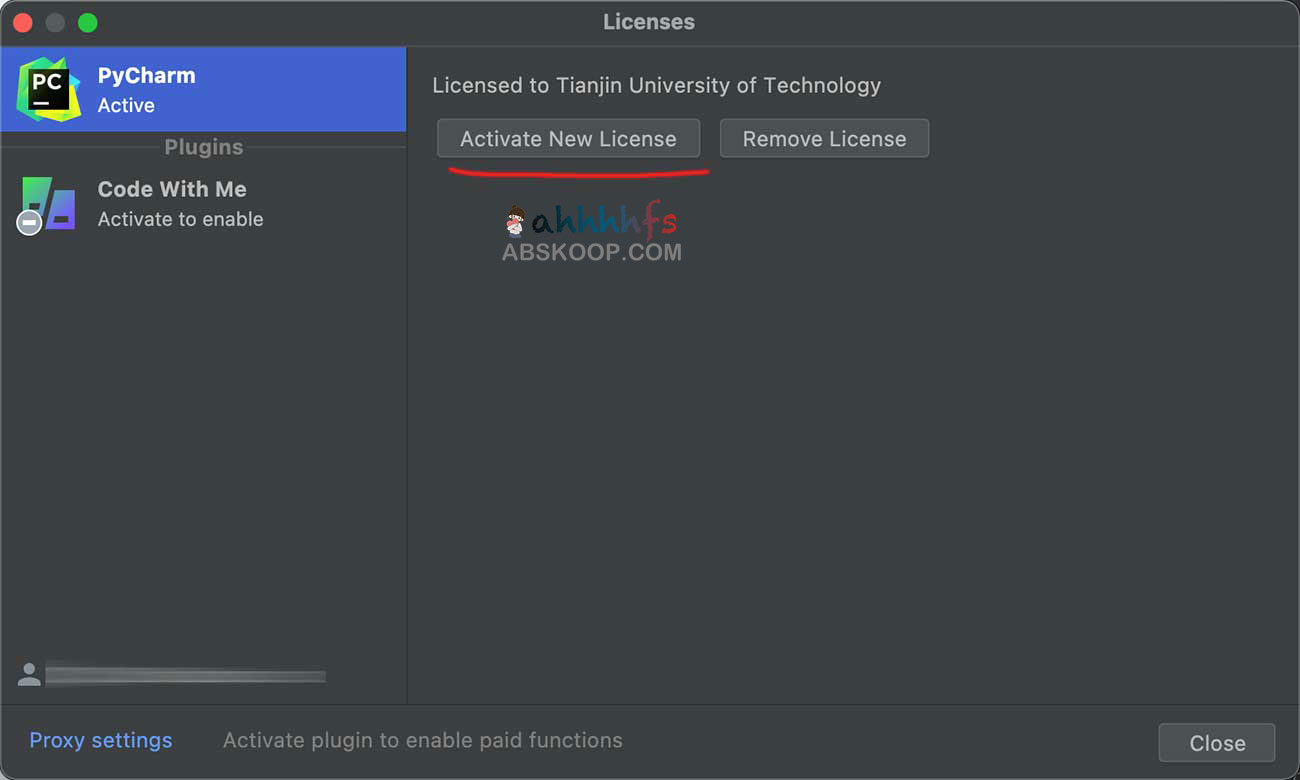 Licenses
PC
PyCharm
Active
Plugins
Code With Me
Activate to enable
Licensed to Tianjin University of Technology
Activate New License
Remove License
ahhhhfs
ABSKOOP.COM
Proxy settings
Activate plugin to enable paid functions
Close